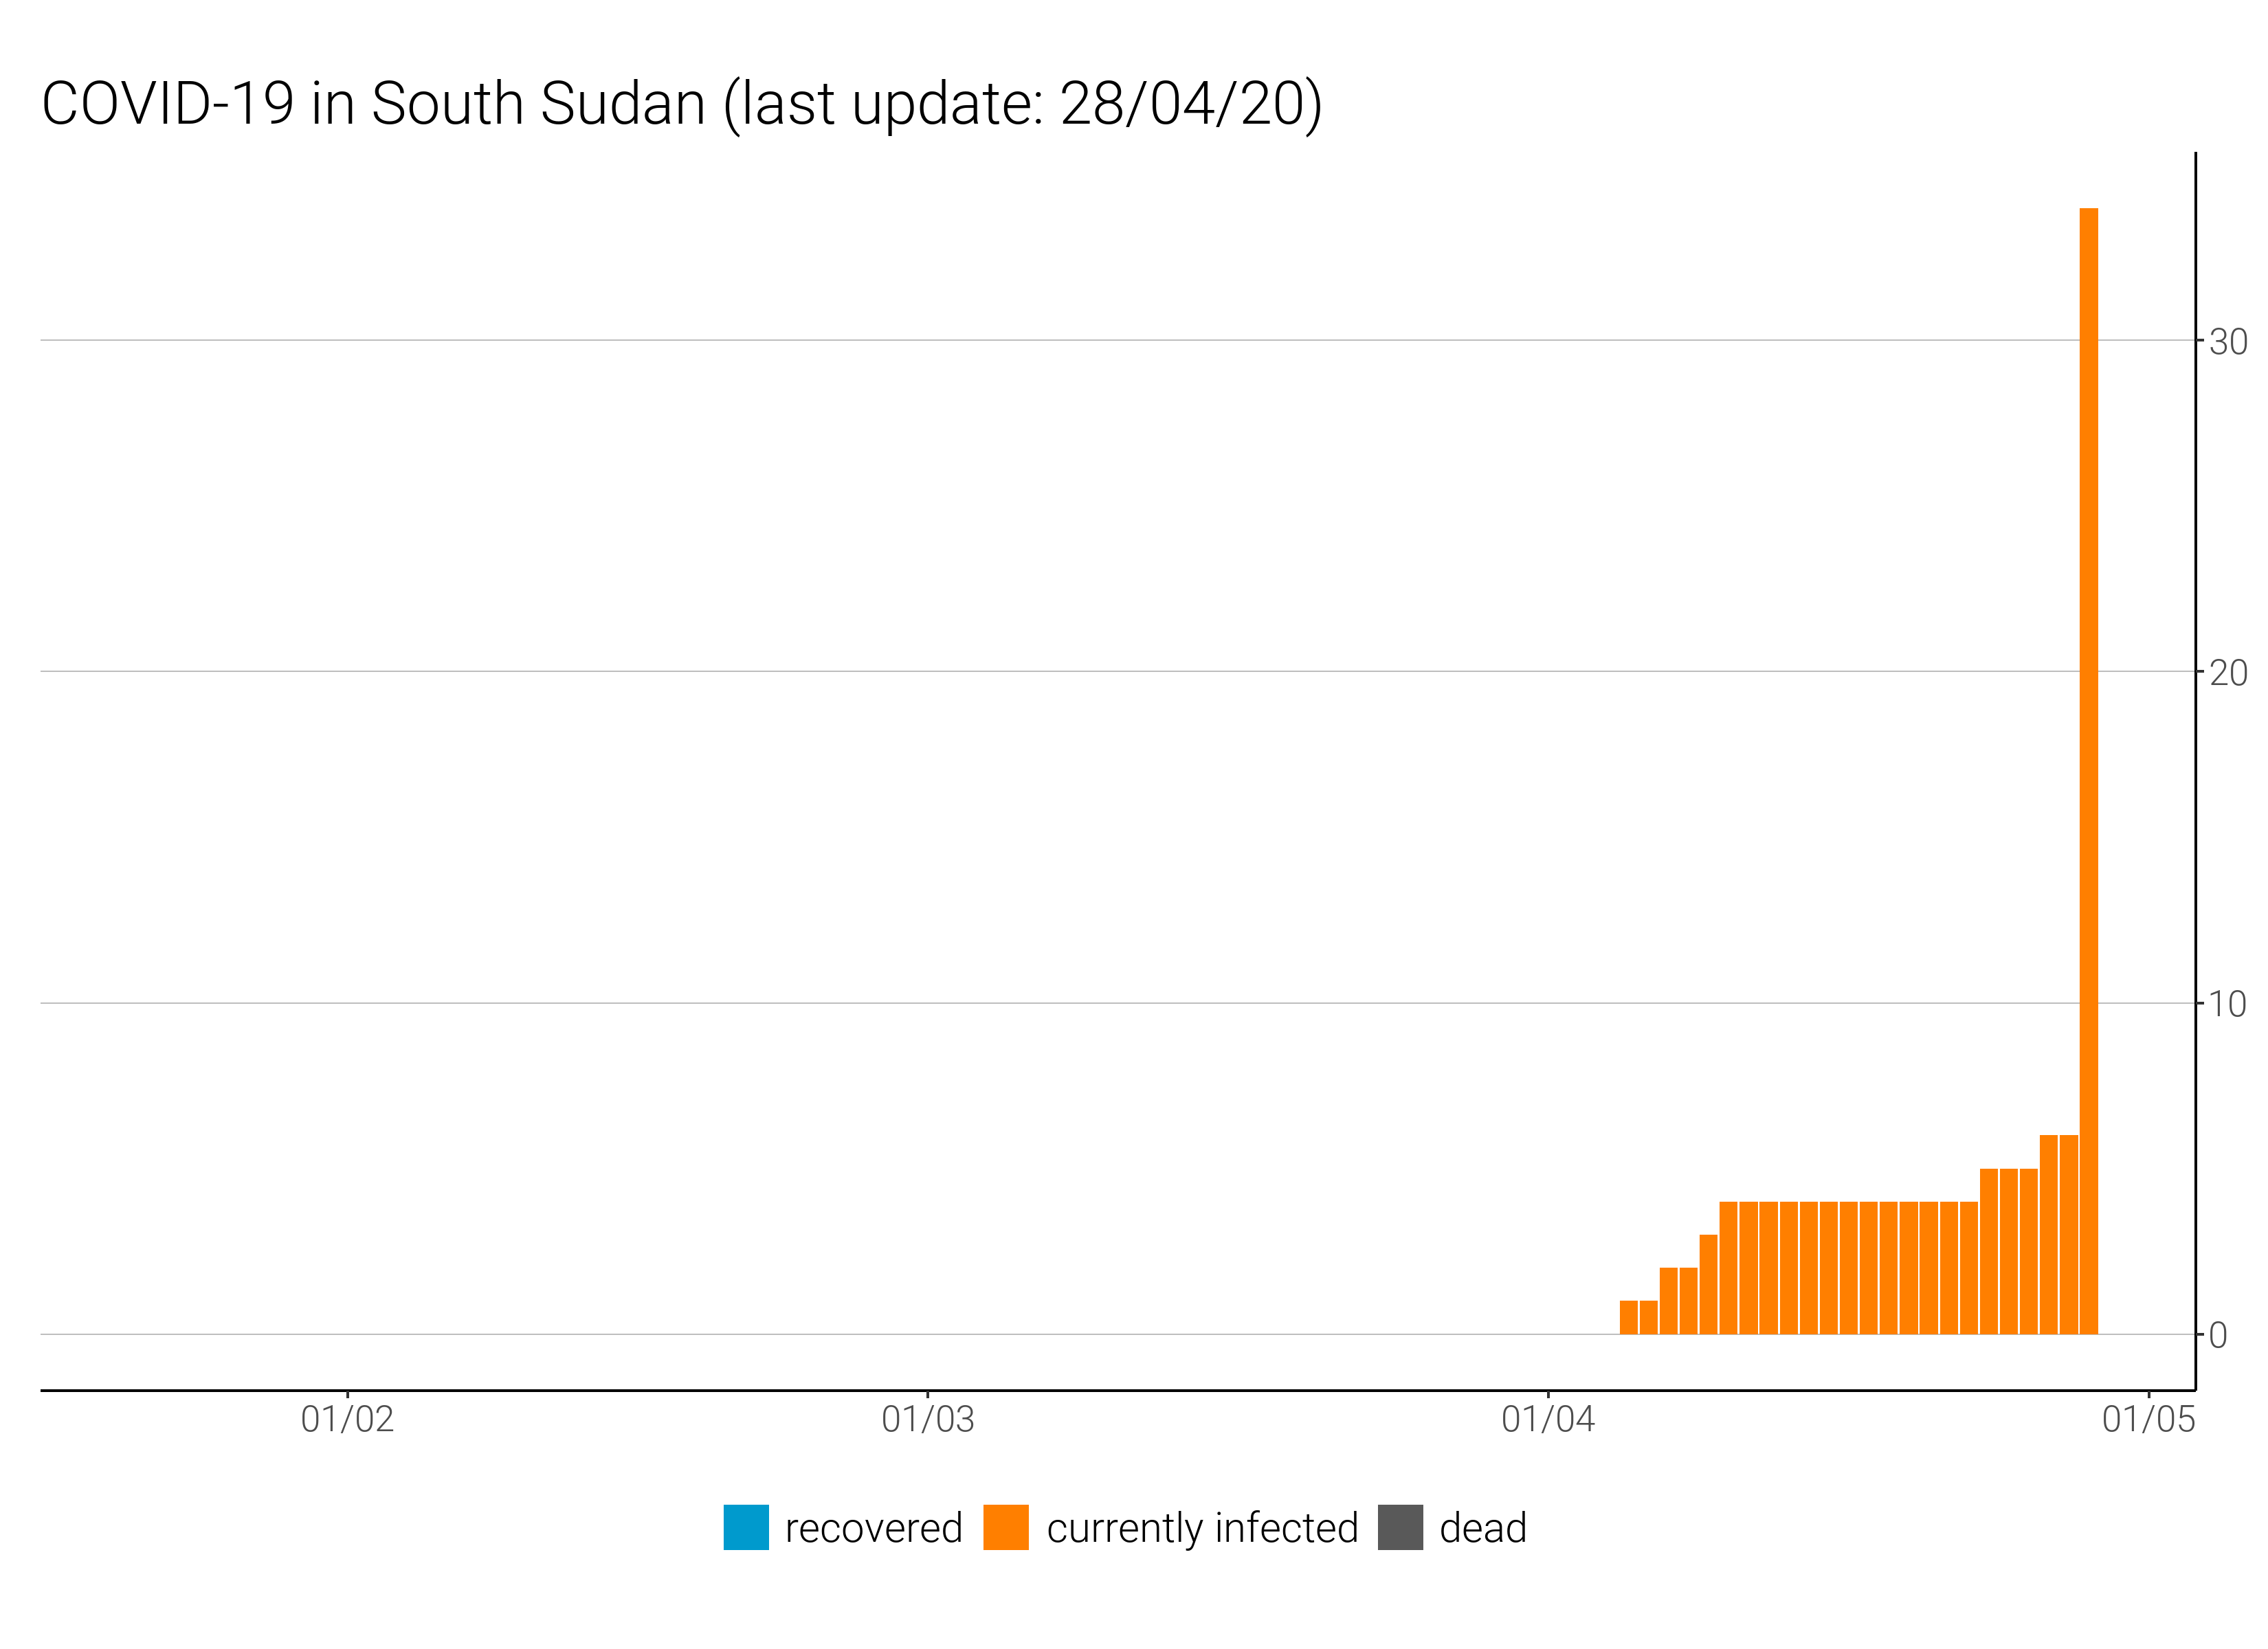 COVID-19 in South Sudan (last update: 28/04/20)
30
20
10
0
01/02 01/03 01/04 01/05
recovered currently infected dead